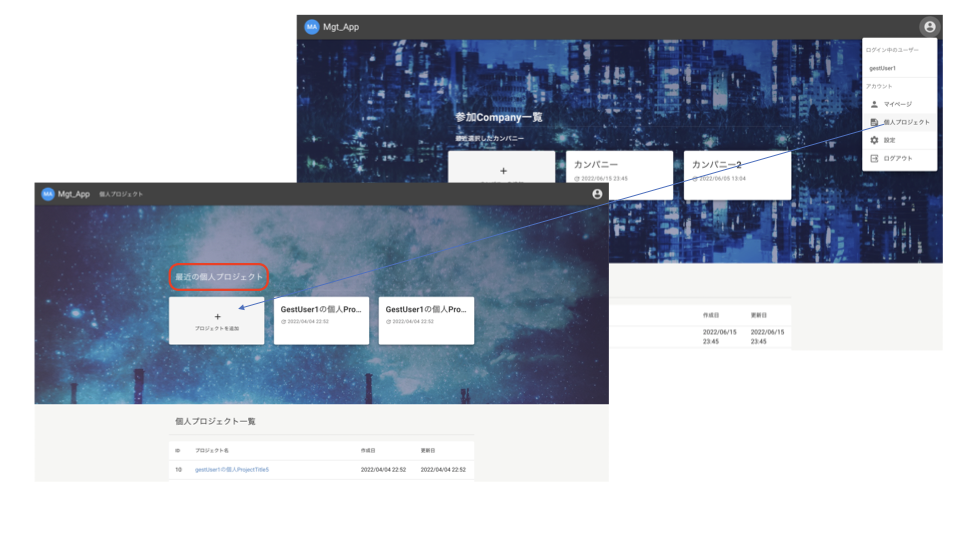 MA Mgt_App
ログイン中のユーザー
gestUser1
アカウント
マイページ
個人プロジェクト
設定
ログアウト
参加Company一覧
最近選択したカンパニー
+
カンパニー
@ 2022/06/15 23:45
カンパニー2
@ 2022/06/05 13:04
作成日 更新日
2022/06/15 2022/06/15
23:45 23:45
MA Mgt_App 個人プロジェクト
最近の個人プロジェクト
+
プロジェクトを追加
GestUser1の個人Pro...
@ 2022/04/04 22:52
GestUser1の個人Pro...
@ 2022/04/04 22:52
個人プロジェクト一覧
ID プロジェクト名 作成日 更新日
10 gestUser1の個人ProjectTitle5 2022/04/04 22:52 2022/04/04 22:52